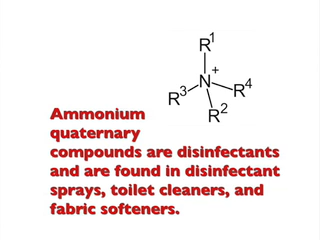 R¹
+
N
R³
R⁴
R²
Ammonium
quaternary
compounds are disinfectants
and are found in disinfectant
sprays, toilet cleaners, and
fabric softeners.